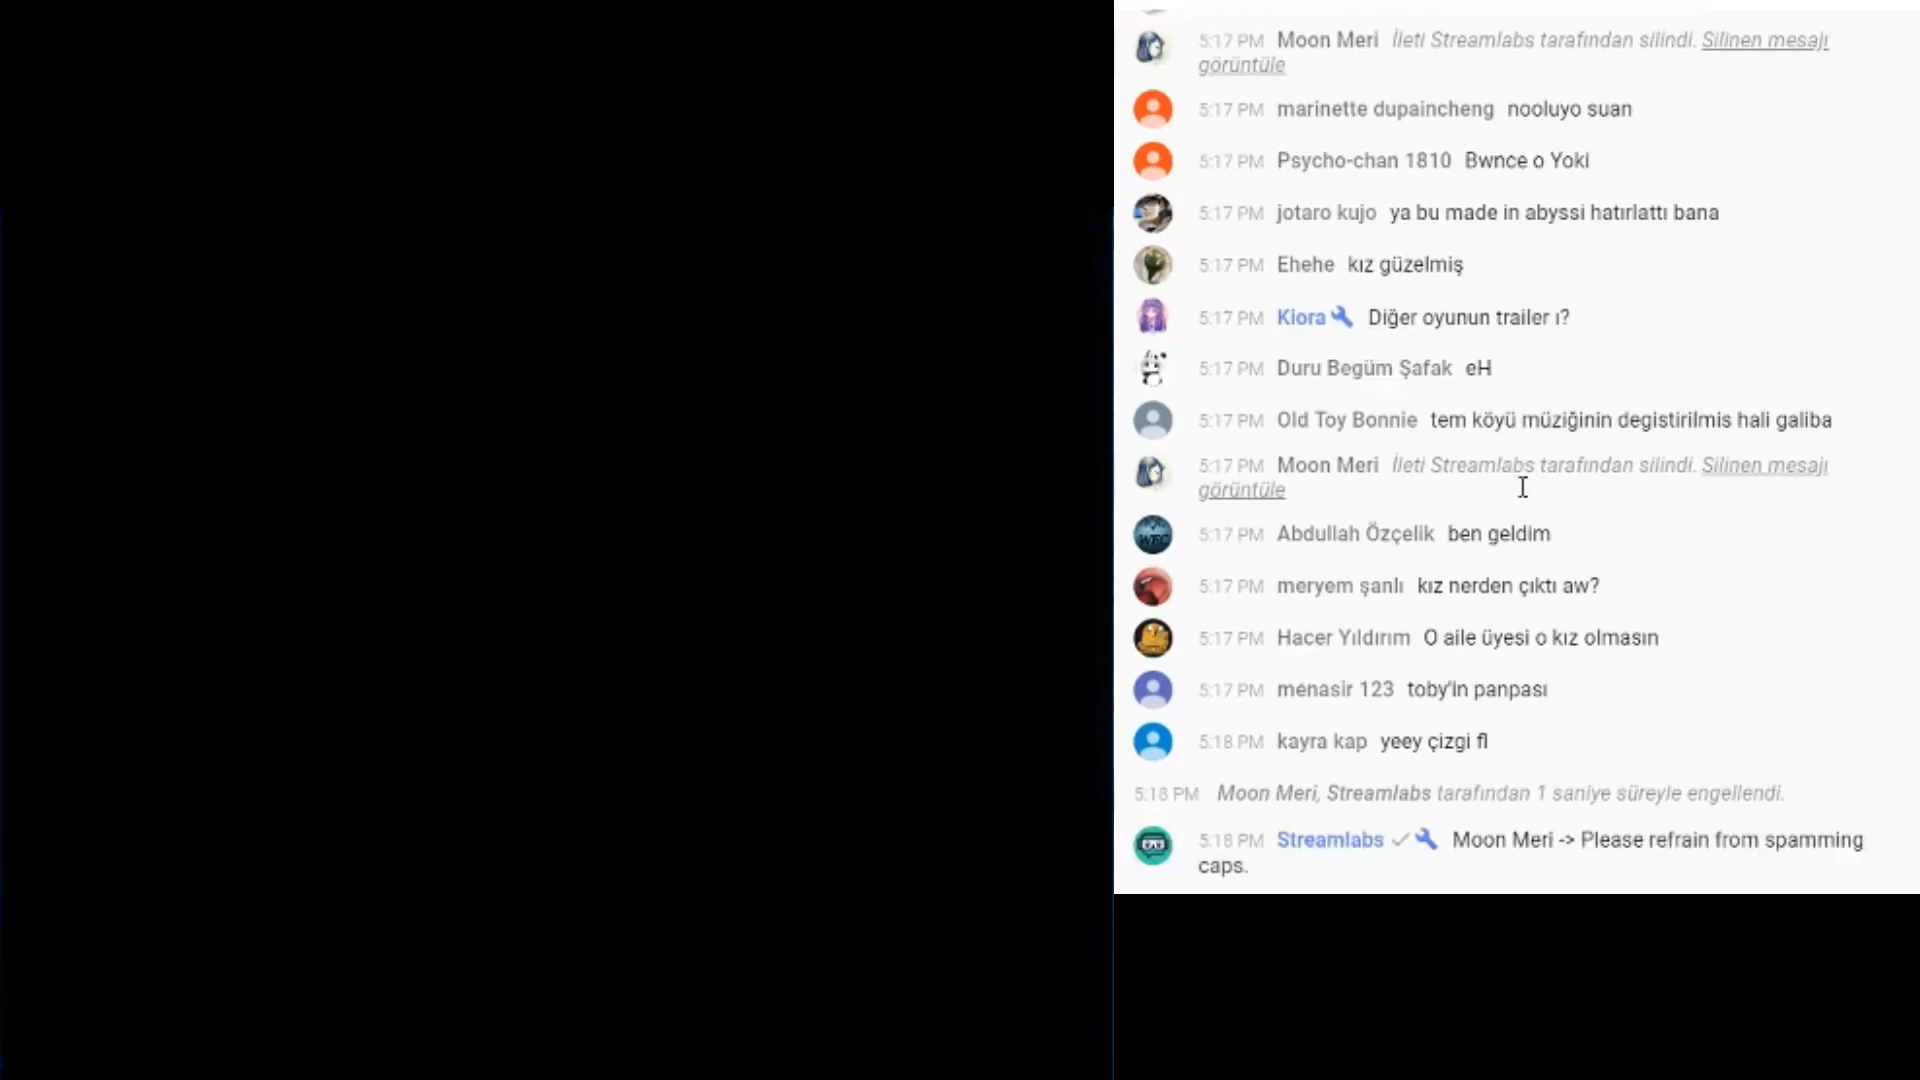 5:17 PM Moon Meri İleti Streamlabs tarafından silindi. Silinen mesajı
görüntüle
5:17 PM marinette dupaincheng nooluyo suan
5:17 PM Psycho-chan 1810 Bwnce o Yoki
5:17 PM jotaro kujo ya bu made in abyssi hatırlattı bana
5:17 PM Ehehe kız güzelmiş
5:17 PM Kiora Diğer oyunun trailer ı?
5:17 PM Duru Begüm Şafak eH
5:17 PM Old Toy Bonnie tem köyü müziğinin degistirilmis hali galiba
5:17 PM Moon Meri İleti Streamlabs tarafından silindi. Silinen mesajı
görüntüle
5:17 PM Abdullah Özçelik ben geldim
5:17 PM meryem şanlı kız nerden çıktı aw?
5:17 PM Hacer Yıldırım O aile üyesi o kız olmasın
5:17 PM menasir 123 toby'in panpası
5:18 PM kayra kap yeey çizgi fl
5:18 PM Moon Meri, Streamlabs tarafından 1 saniye süreyle engellendi.
5:18 PM Streamlabs Moon Meri -> Please refrain from spamming
caps.